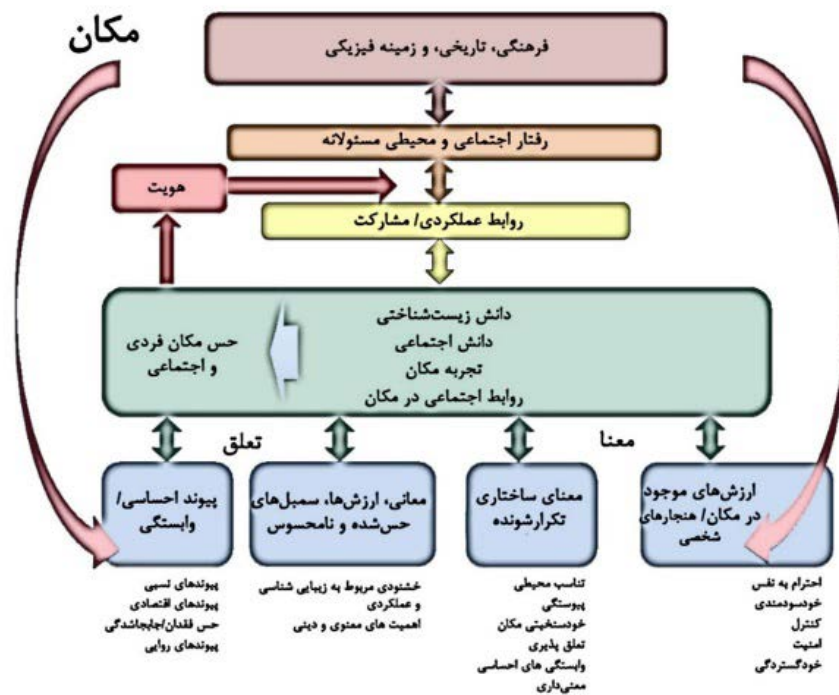 مکان
فرهنگی، تاریخی، و زمینه فیزیکی
رفتار اجتماعی و محیطی مسئولانه
هویت
روابط عملکردی/ مشارکت
دانش زیست‌شناختی
دانش اجتماعی
تجربه مکان
روابط اجتماعی در مکان
حس مکان فردی
و اجتماعی
معنا
تعلق
ارزش‌های موجود
در مکان/ هنجارهای
شخصی
معنای ساختاری
تکرارشونده
معانی، ارزش‌ها، سمبل‌های
حس‌شده و نامحسوس
پیوند احساسی/
وابستگی
احترام به نفس
خودسودمندی
کنترل
امنیت
خودگستردگی
تناسب محیطی
پیوستگی
خودسنخیتی مکان
تعلق پذیری
وابستگی های احساسی
معنی‌داری
خشنودی مربوط به زیبایی شناسی
و عملکردی
اهمیت های معنوی و دینی
پیوندهای نسبی
پیوندهای اقتصادی
حس فقدان/جابجاشدگی
پیوندهای روایی